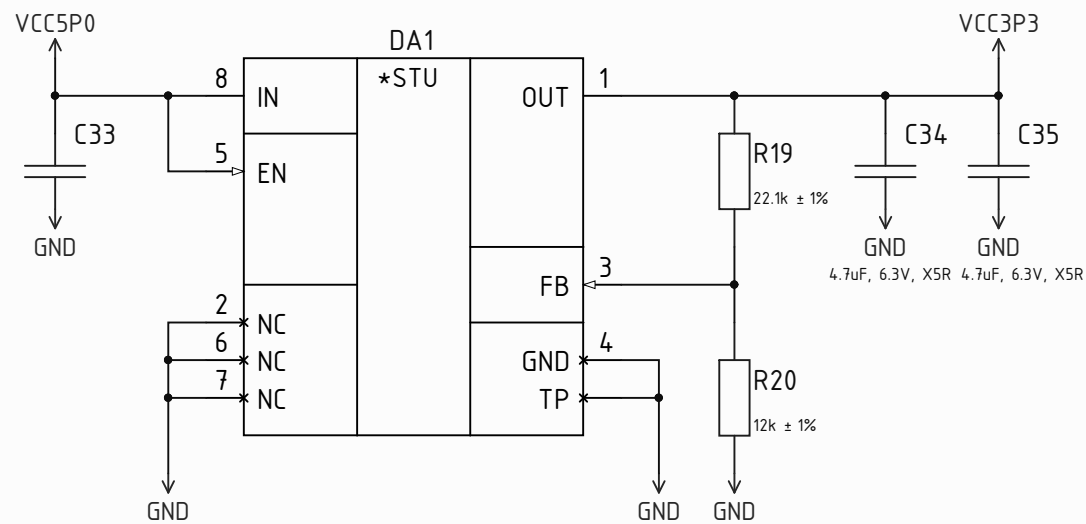 VCC5P0
VCC3P3
DA1
*STU
8
IN
OUT
1
C33
5
EN
R19
22.1k ± 1%
C34
C35
GND
GND
GND
4.7uF, 6.3V, X5R
4.7uF, 6.3V, X5R
FB
3
2
NC
6
NC
GND
4
7
NC
TP
R20
12k ± 1%
GND
GND
GND